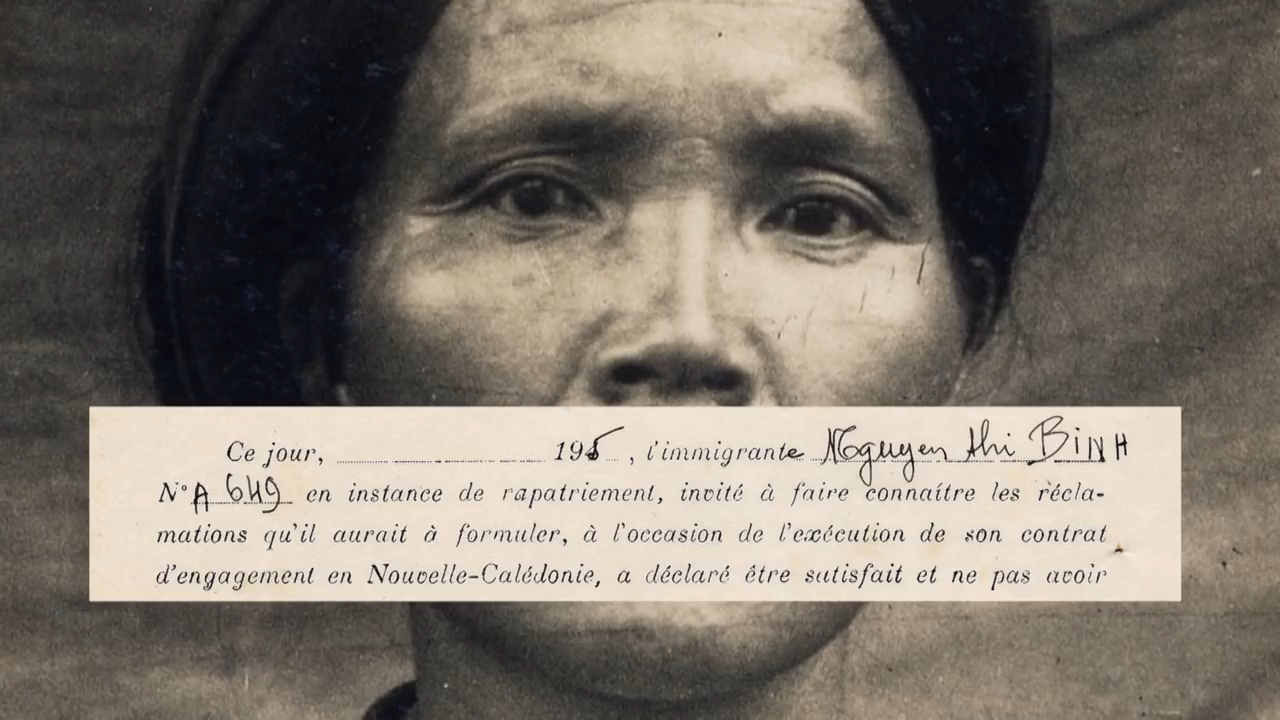 Ce jour, 195, l'immigrante Nguyen thi BINH
N° A 649 en instance de rapatriement, invité à faire connaître les récla-
mations qu'il aurait à formuler, à l'occasion de l'exécution de son contrat
d'engagement en Nouvelle-Calédonie, a déclaré être satisfait et ne pas avoir